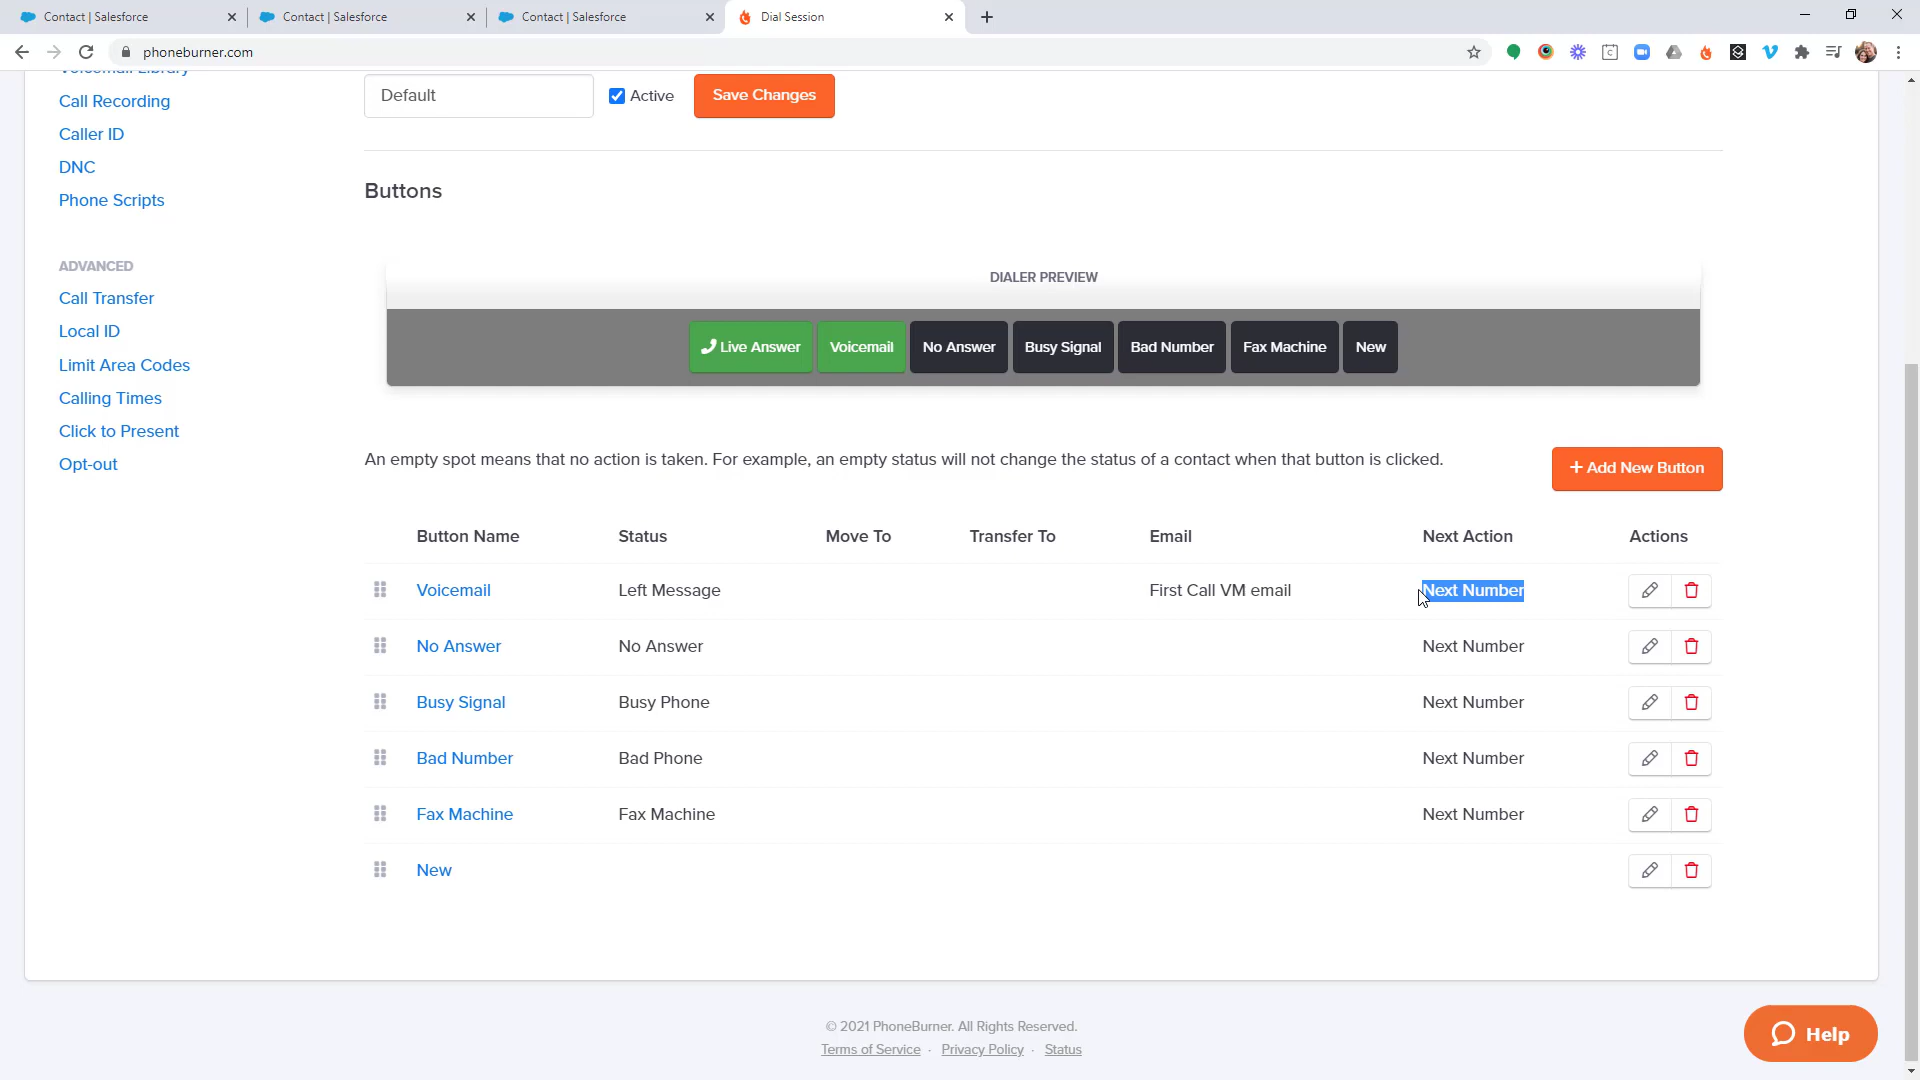 Contact | Salesforce
Contact | Salesforce
Contact | Salesforce
Dial Session
phoneburner.com
Voicemail Library
Call Recording
Caller ID
DNC
Phone Scripts
ADVANCED
Call Transfer
Local ID
Limit Area Codes
Calling Times
Click to Present
Opt-out
Default
Active
Save Changes
Buttons
DIALER PREVIEW
Live Answer
Voicemail
No Answer
Busy Signal
Bad Number
Fax Machine
New
An empty spot means that no action is taken. For example, an empty status will not change the status of a contact when that button is clicked.
+ Add New Button
Button Name Status Move To Transfer To Email Next Action Actions
Voicemail Left Message First Call VM email Next Number
No Answer No Answer Next Number
Busy Signal Busy Phone Next Number
Bad Number Bad Phone Next Number
Fax Machine Fax Machine Next Number
New
© 2021 PhoneBurner. All Rights Reserved.
Terms of Service · Privacy Policy · Status
Help